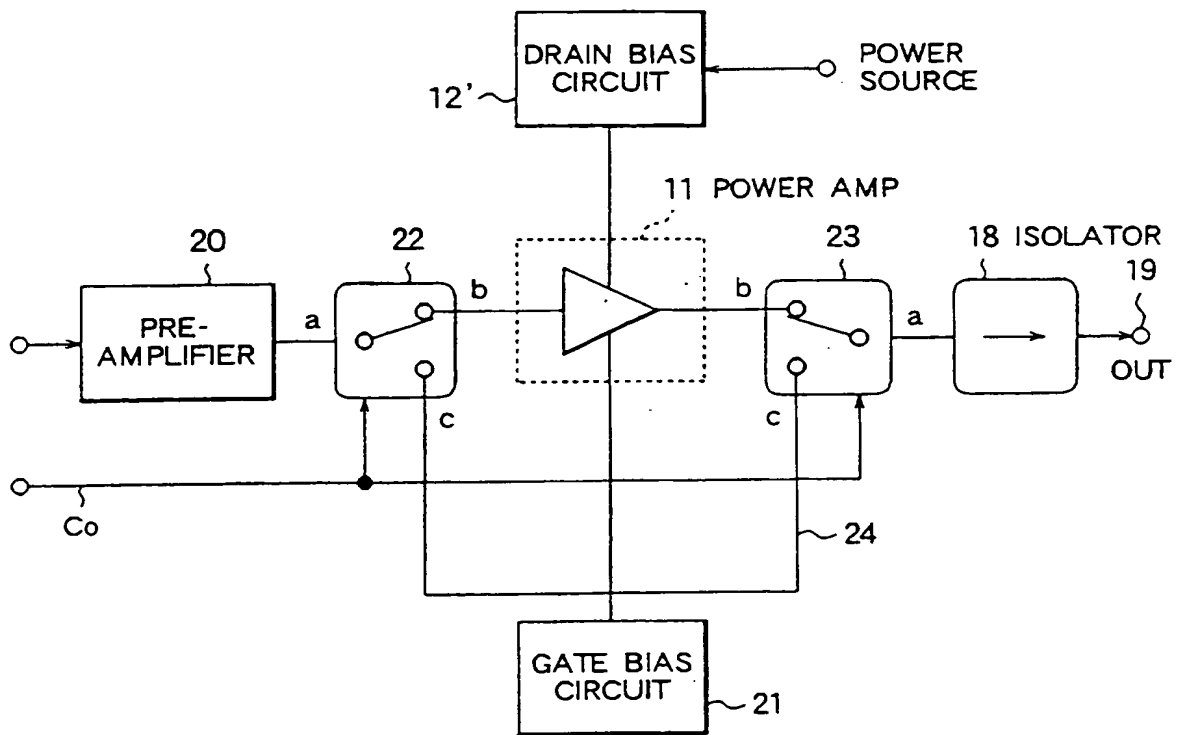 DRAIN BIAS
CIRCUIT
12'
POWER
SOURCE
11 POWER AMP
20
22
23
18 ISOLATOR
19
PRE-
AMPLIFIER
a
b
b
a
OUT
c
c
Co
24
GATE BIAS
CIRCUIT
21